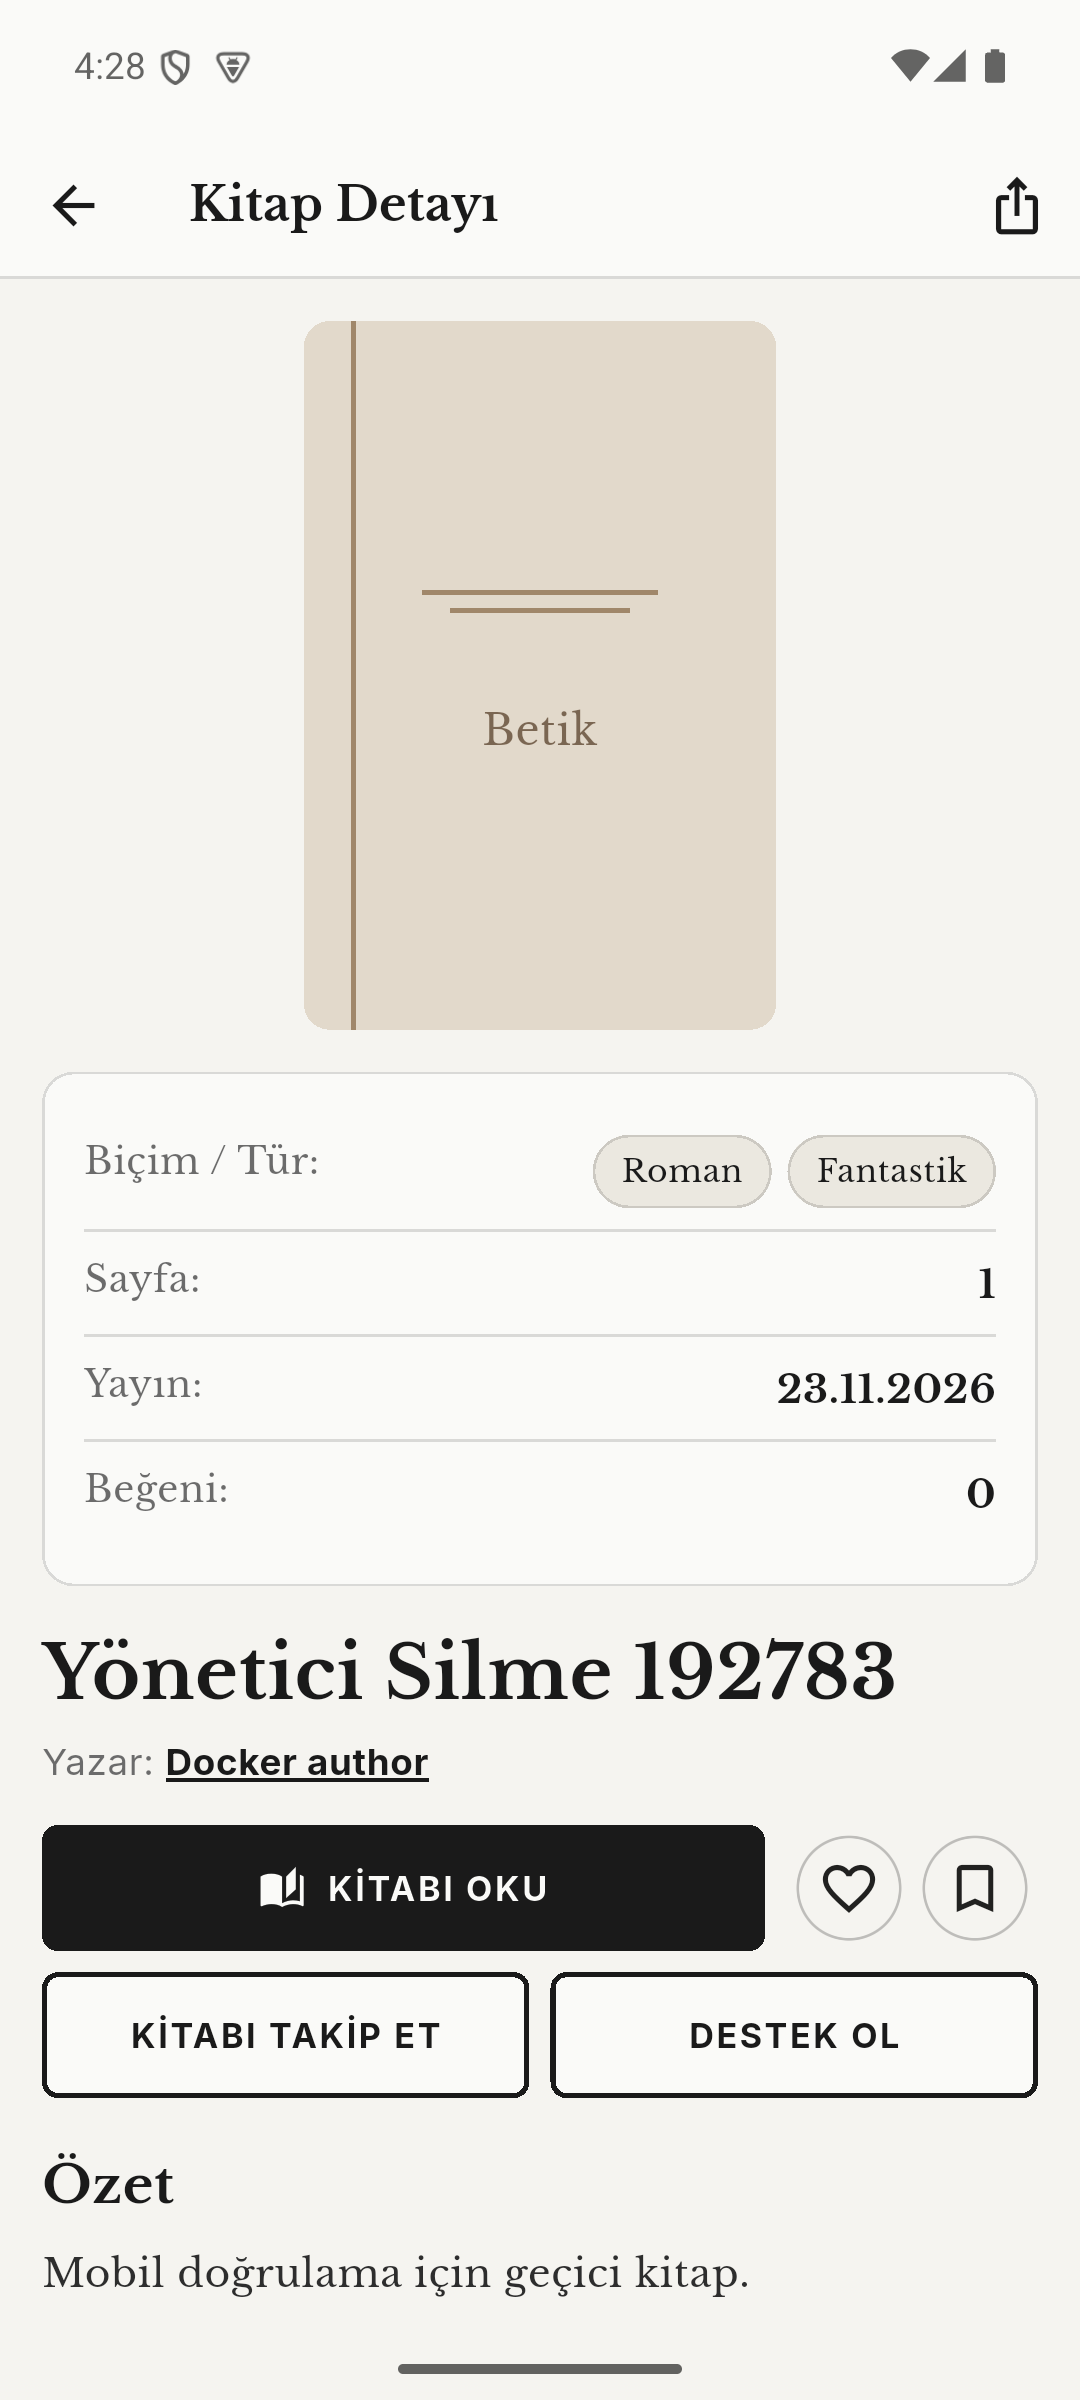 4:28
Kitap Detayı
Betik
Biçim / Tür: Roman Fantastik
Sayfa: 1
Yayın: 23.11.2026
Beğeni: 0
Yönetici Silme 192783
Yazar: Docker author
KİTABI OKU
KİTABI TAKİP ET DESTEK OL
Özet
Mobil doğrulama için geçici kitap.